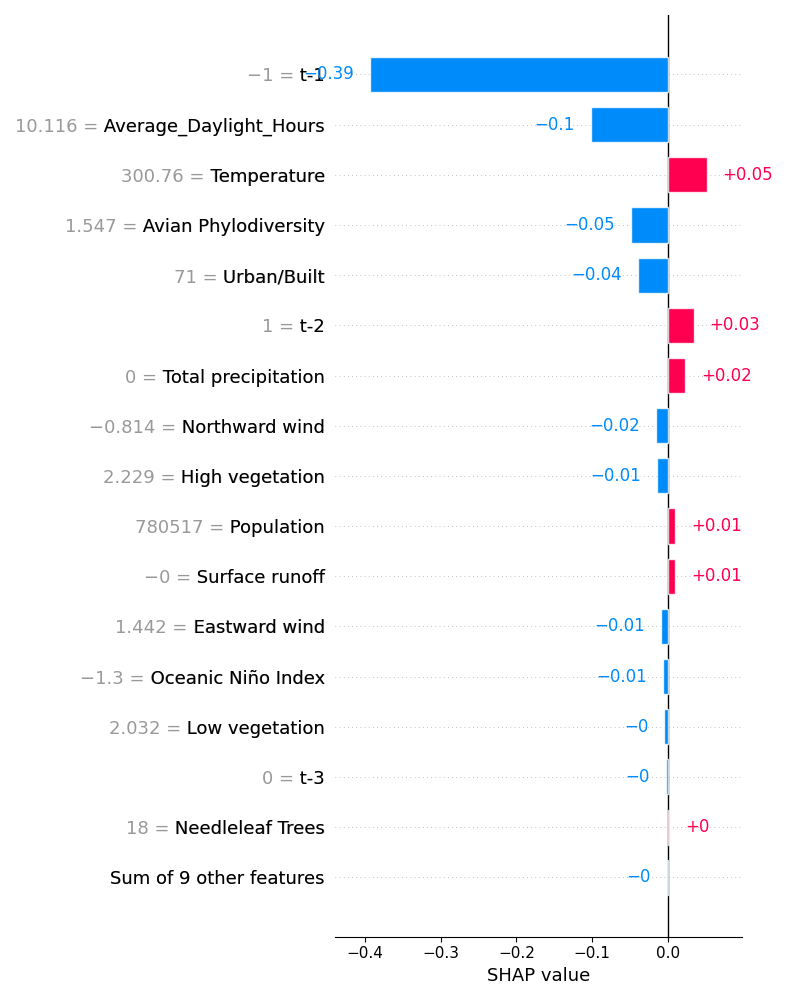 −1 = t-1 −0.39
10.116 = Average_Daylight_Hours −0.1
300.76 = Temperature +0.05
1.547 = Avian Phylodiversity −0.05
71 = Urban/Built −0.04
1 = t-2 +0.03
0 = Total precipitation +0.02
−0.814 = Northward wind −0.02
2.229 = High vegetation −0.01
780517 = Population +0.01
−0 = Surface runoff +0.01
1.442 = Eastward wind −0.01
−1.3 = Oceanic Niño Index −0.01
2.032 = Low vegetation −0
0 = t-3 −0
18 = Needleleaf Trees +0
Sum of 9 other features −0
−0.4 −0.3 −0.2 −0.1 0.0
SHAP value